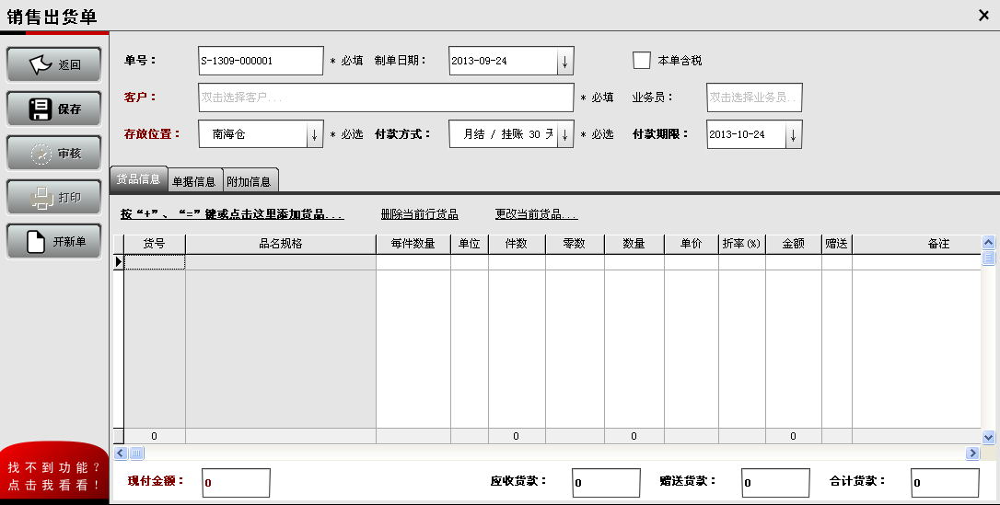 销售出货单
返回
保存
审核
打印
开新单
找不到功能？
点击我看看！
单号： S-1309-000001 * 必填 制单日期： 2013-09-24 本单含税
客户： 双击选择客户... * 必填 业务员： 双击选择业务员..
存放位置： 南海仓 * 必选 付款方式： 月结 / 挂账 30 天 * 必选 付款期限： 2013-10-24
货品信息 单据信息 附加信息
按“+”、“=”键或点击这里添加货品... 删除当前行货品 更改当前货品...
货号 品名规格 每件数量 单位 件数 零数 数量 单价 折率(%) 金额 赠送 备注
0 0 0 0
现付金额： 0 应收货款： 0 赠送货款： 0 合计货款： 0